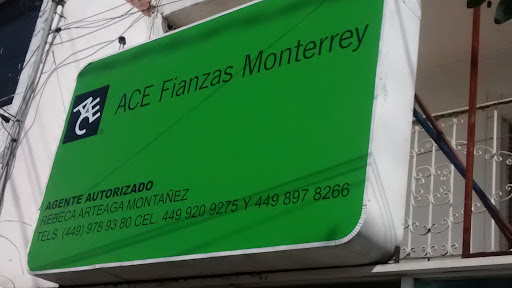 ACE
ACE Fianzas Monterrey
AGENTE AUTORIZADO
REBECA ARTEAGA MONTAÑEZ
TELS. (449) 978 93 80 CEL. 449 920 9275 Y 449 897 8266